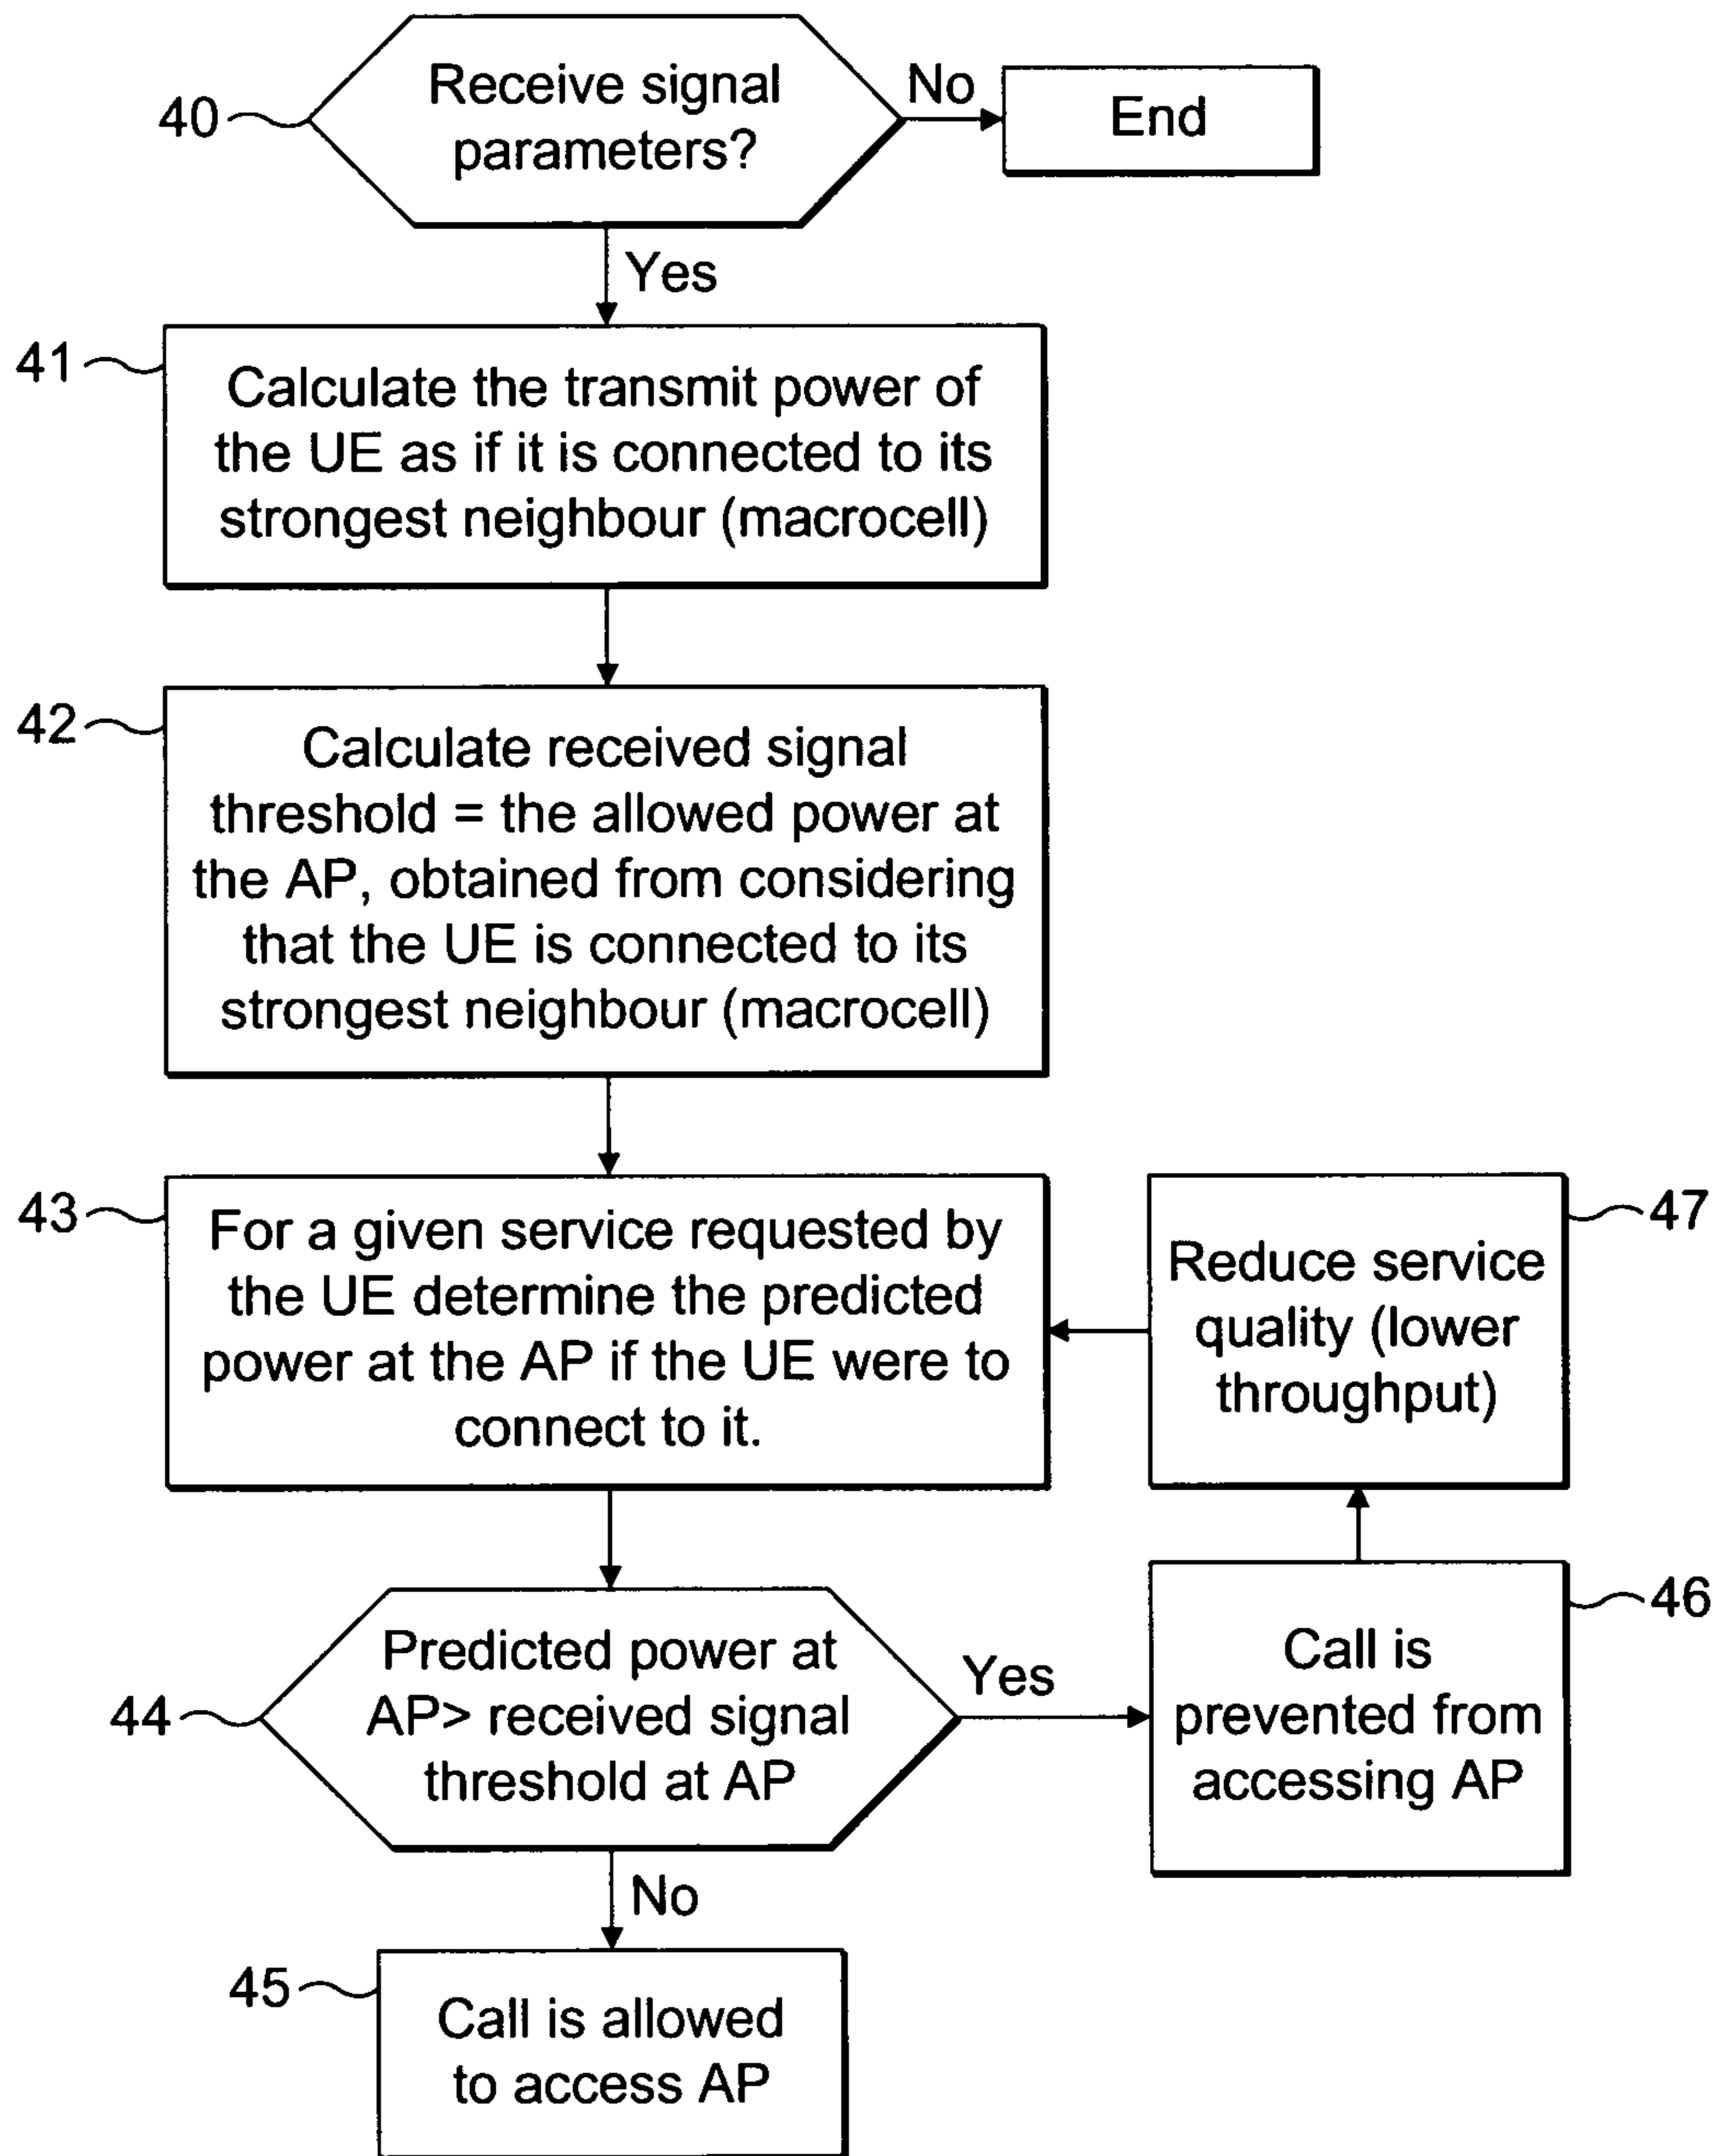 40
Receive signal
parameters?
No
End
Yes
41
Calculate the transmit power of
the UE as if it is connected to its
strongest neighbour (macrocell)
42
Calculate received signal
threshold = the allowed power at
the AP, obtained from considering
that the UE is connected to its
strongest neighbour (macrocell)
43
For a given service requested by
the UE determine the predicted
power at the AP if the UE were to
connect to it.
47
Reduce service
quality (lower
throughput)
44
Predicted power at
AP> received signal
threshold at AP
Yes
46
Call is
prevented from
accessing AP
No
45
Call is allowed
to access AP